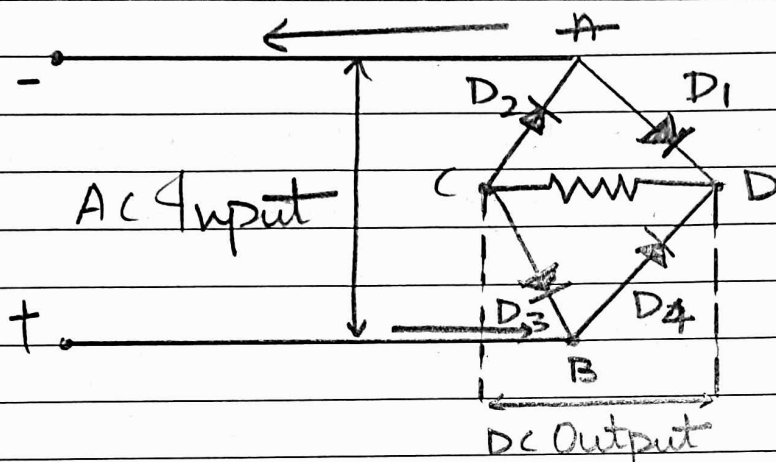 A
-
D2 D1
C D
AC Input
D3 D4
+
B
DC Output